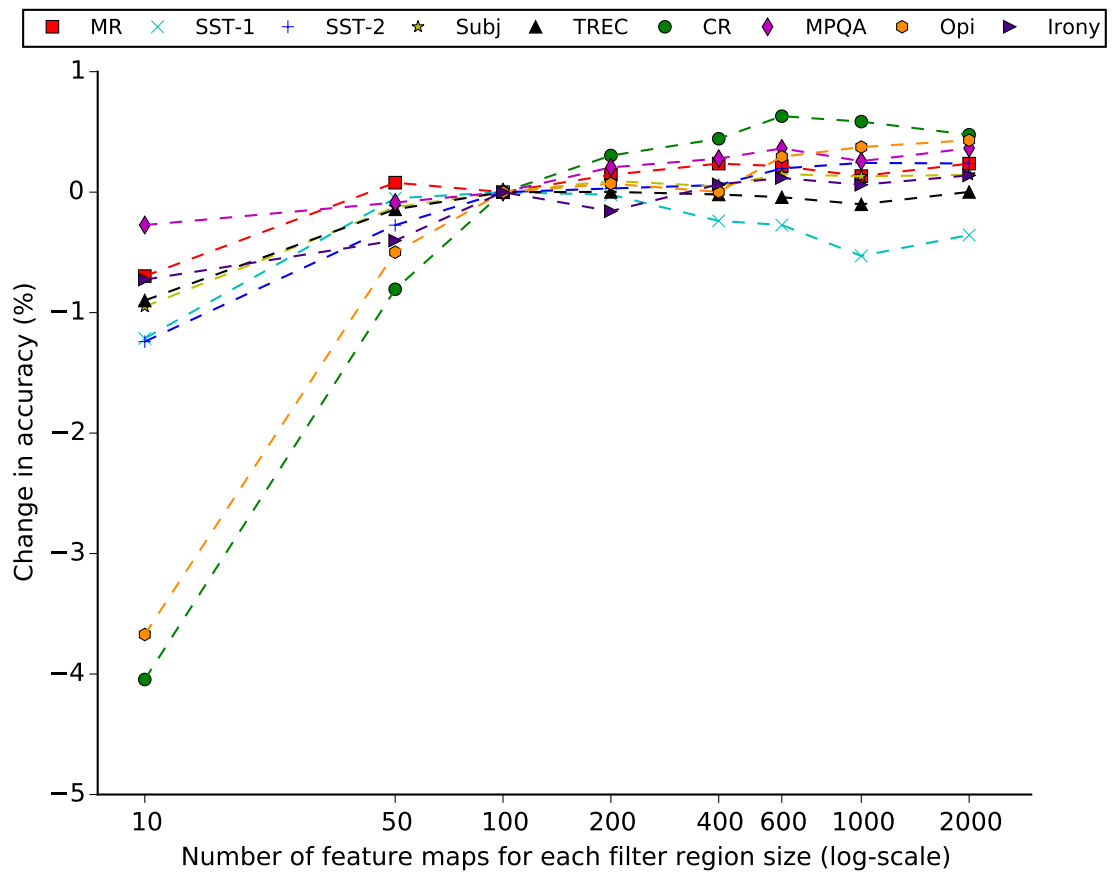 MR SST-1 SST-2 Subj TREC CR MPQA Opi Irony
1
0
−1
−2
−3
−4
−5
Change in accuracy (%)
10 50 100 200 400 600 1000 2000
Number of feature maps for each filter region size (log-scale)